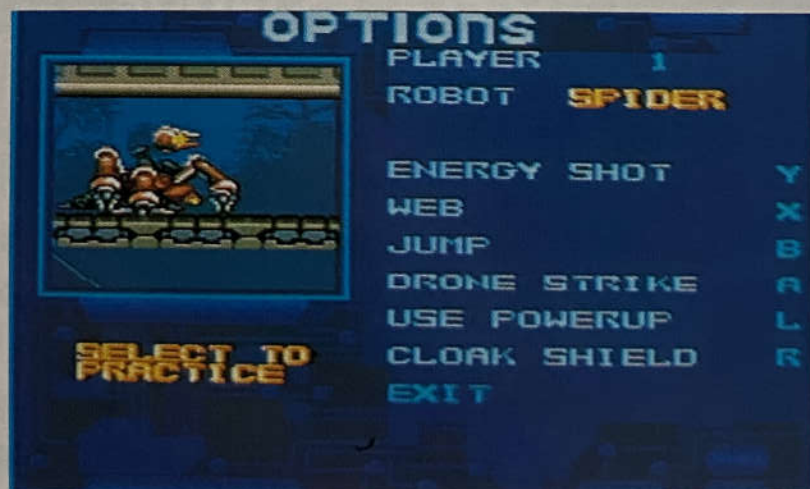 OPTIONS
PLAYER 1
ROBOT SPIDER
ENERGY SHOT Y
WEB X
JUMP B
DRONE STRIKE A
USE POWERUP L
CLOAK SHIELD R
EXIT
SELECT TO
PRACTICE